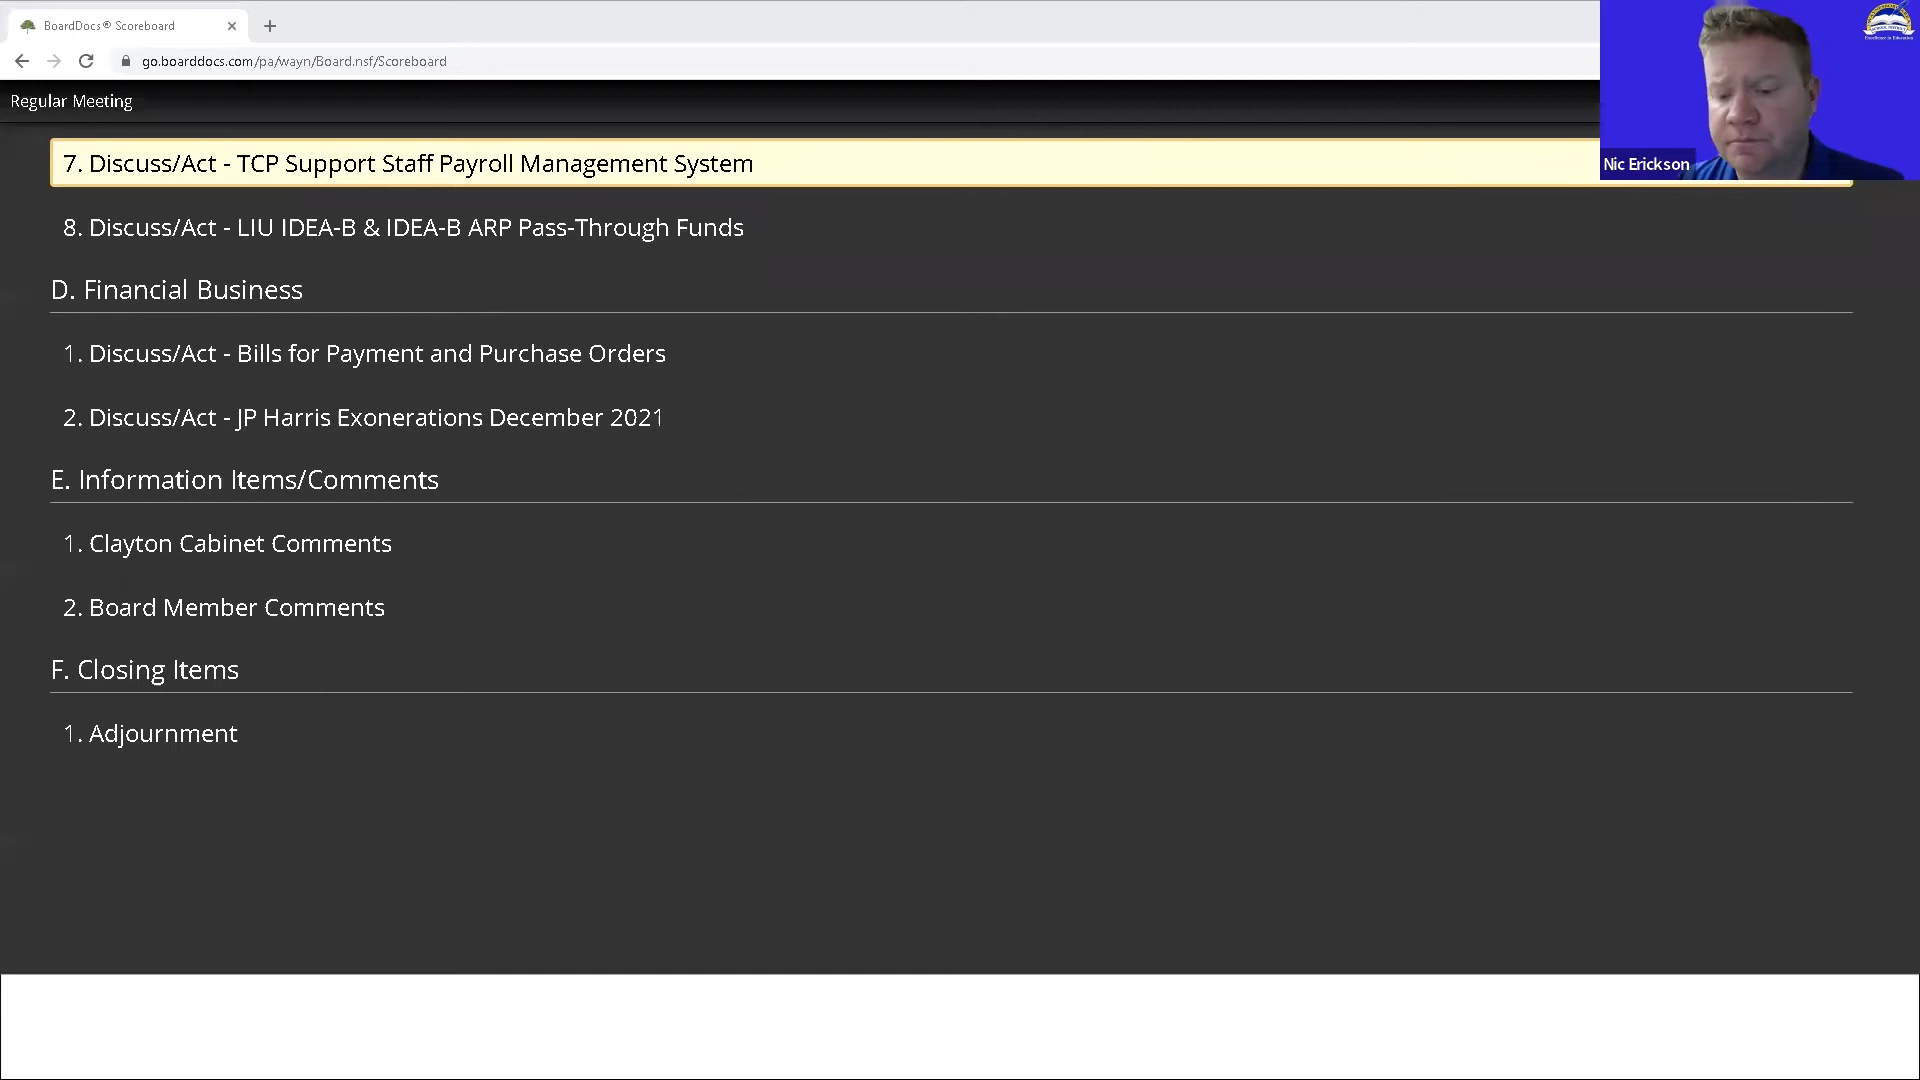 BoardDocs® Scoreboard
go.boarddocs.com/pa/wayn/Board.nsf/Scoreboard
Regular Meeting
Nic Erickson
7. Discuss/Act - TCP Support Staff Payroll Management System
8. Discuss/Act - LIU IDEA-B & IDEA-B ARP Pass-Through Funds
D. Financial Business
1. Discuss/Act - Bills for Payment and Purchase Orders
2. Discuss/Act - JP Harris Exonerations December 2021
E. Information Items/Comments
1. Clayton Cabinet Comments
2. Board Member Comments
F. Closing Items
1. Adjournment